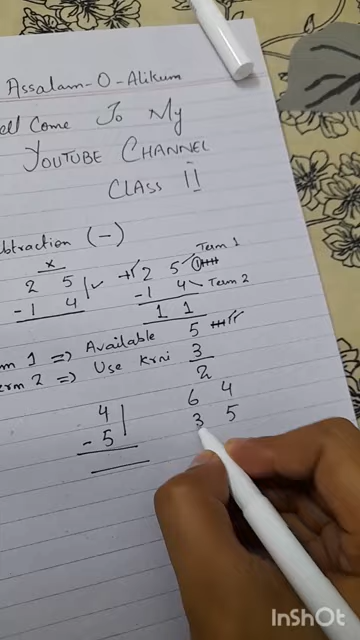 Assalam-O-Alikum
ell Come To My
YOUTUBE CHANNEL
CLASS II
btraction (-)
x
2 5
-1 4
2 5 Term 1
-1 4 Term 2
1 1
m 1 => Available 5
erm 2 => Use krni 3
2
4
- 5
6 4
3 5
InShOt